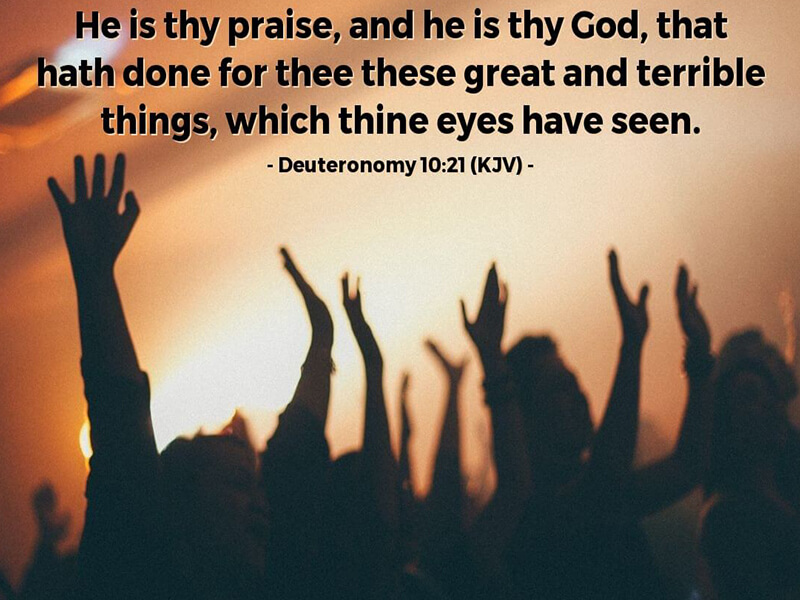 He is thy praise, and he is thy God, that
hath done for thee these great and terrible
things, which thine eyes have seen.
- Deuteronomy 10:21 (KJV) -